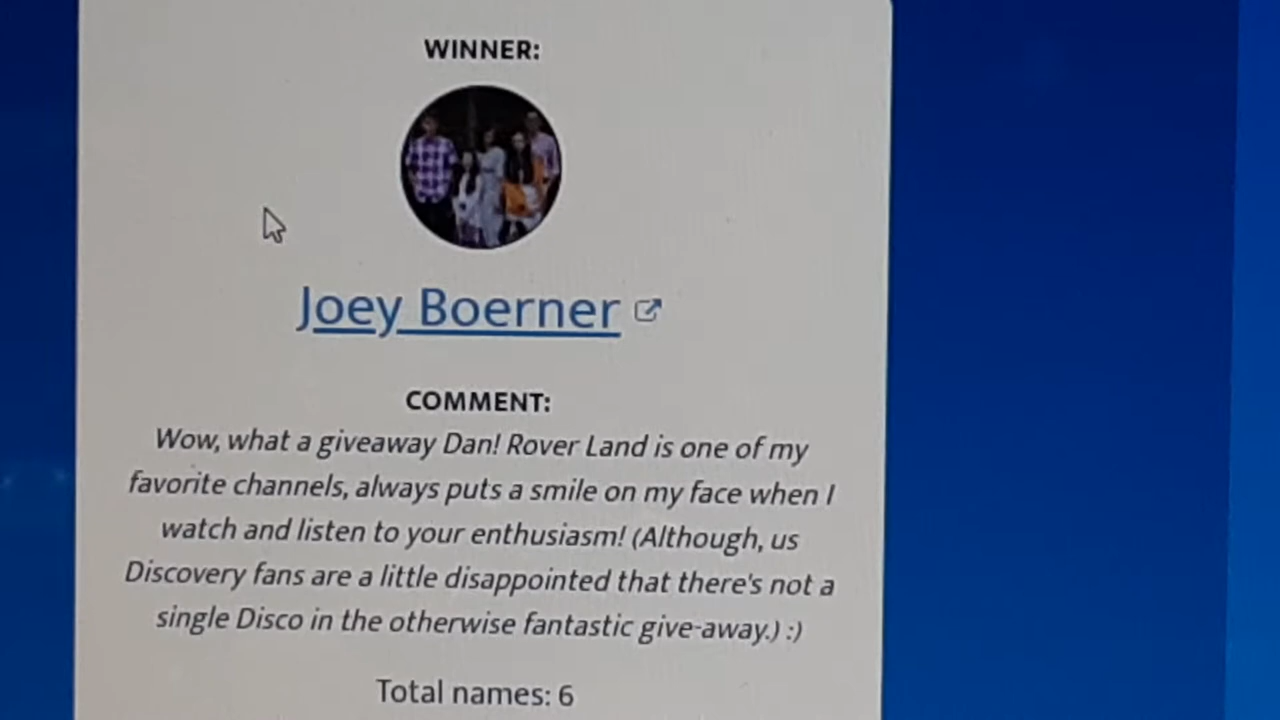 WINNER:
Joey Boerner
COMMENT:
Wow, what a giveaway Dan! Rover Land is one of my
favorite channels, always puts a smile on my face when I
watch and listen to your enthusiasm! (Although, us
Discovery fans are a little disappointed that there's not a
single Disco in the otherwise fantastic give-away.) :)
Total names: 6